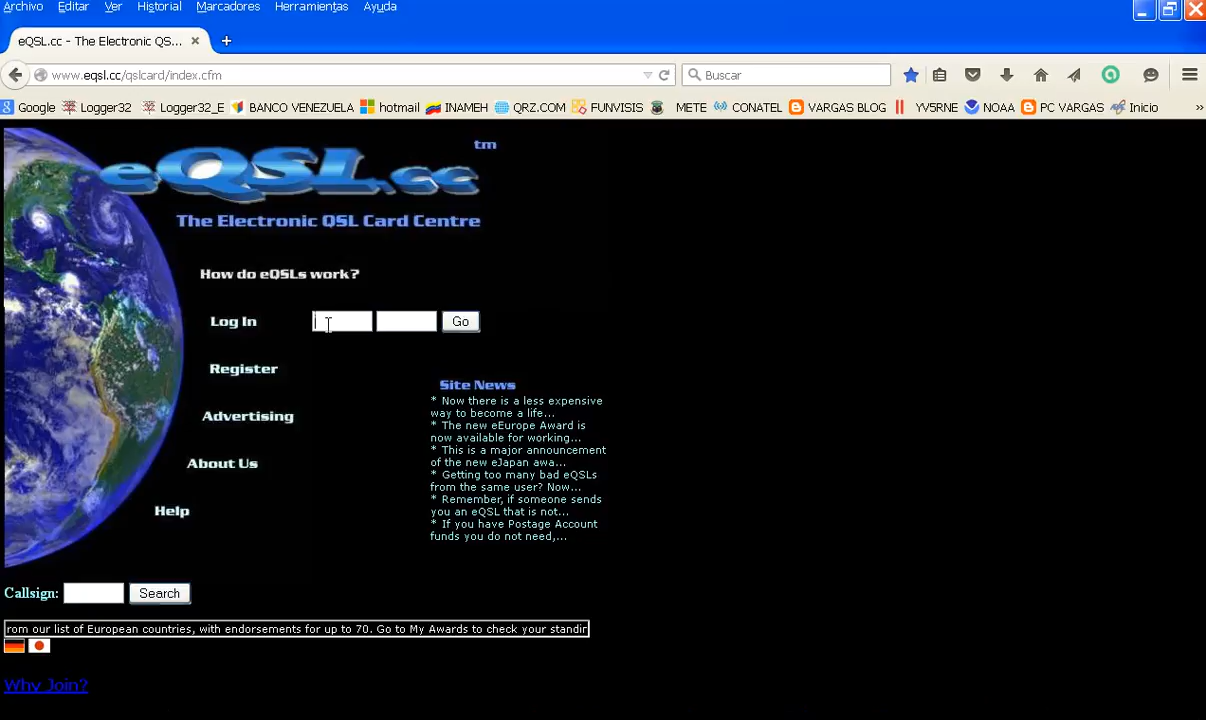 Archivo Editar Ver Historial Marcadores Herramientas Ayuda
eQSL.cc - The Electronic QS...
www.eqsl.cc/qslcard/index.cfm
Buscar
Google Logger32 Logger32_E BANCO VENEZUELA hotmail INAMEH QRZ.COM FUNVISIS METE CONATEL VARGAS BLOG YV5RNE NOAA PC VARGAS Inicio »
eQSL.cc tm
The Electronic QSL Card Centre
How do eQSLs work?
Log In Go
Register
Site News
* Now there is a less expensive
way to become a life...
* The new eEurope Award is
now available for working...
* This is a major announcement
of the new eJapan awa...
* Getting too many bad eQSLs
from the same user? Now...
* Remember, if someone sends
you an eQSL that is not...
* If you have Postage Account
funds you do not need,...
Advertising
About Us
Help
Callsign: Search
rom our list of European countries, with endorsements for up to 70. Go to My Awards to check your standin
Why Join?